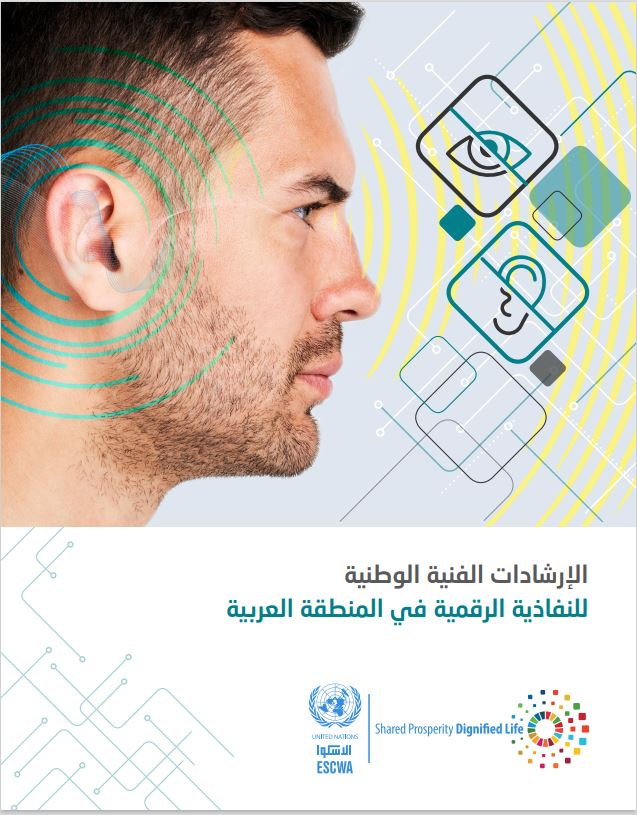 الإرشادات الفنية الوطنية
للنفاذية الرقمية في المنطقة العربية
UNITED NATIONS
الاسكوا
ESCWA
Shared Prosperity Dignified Life